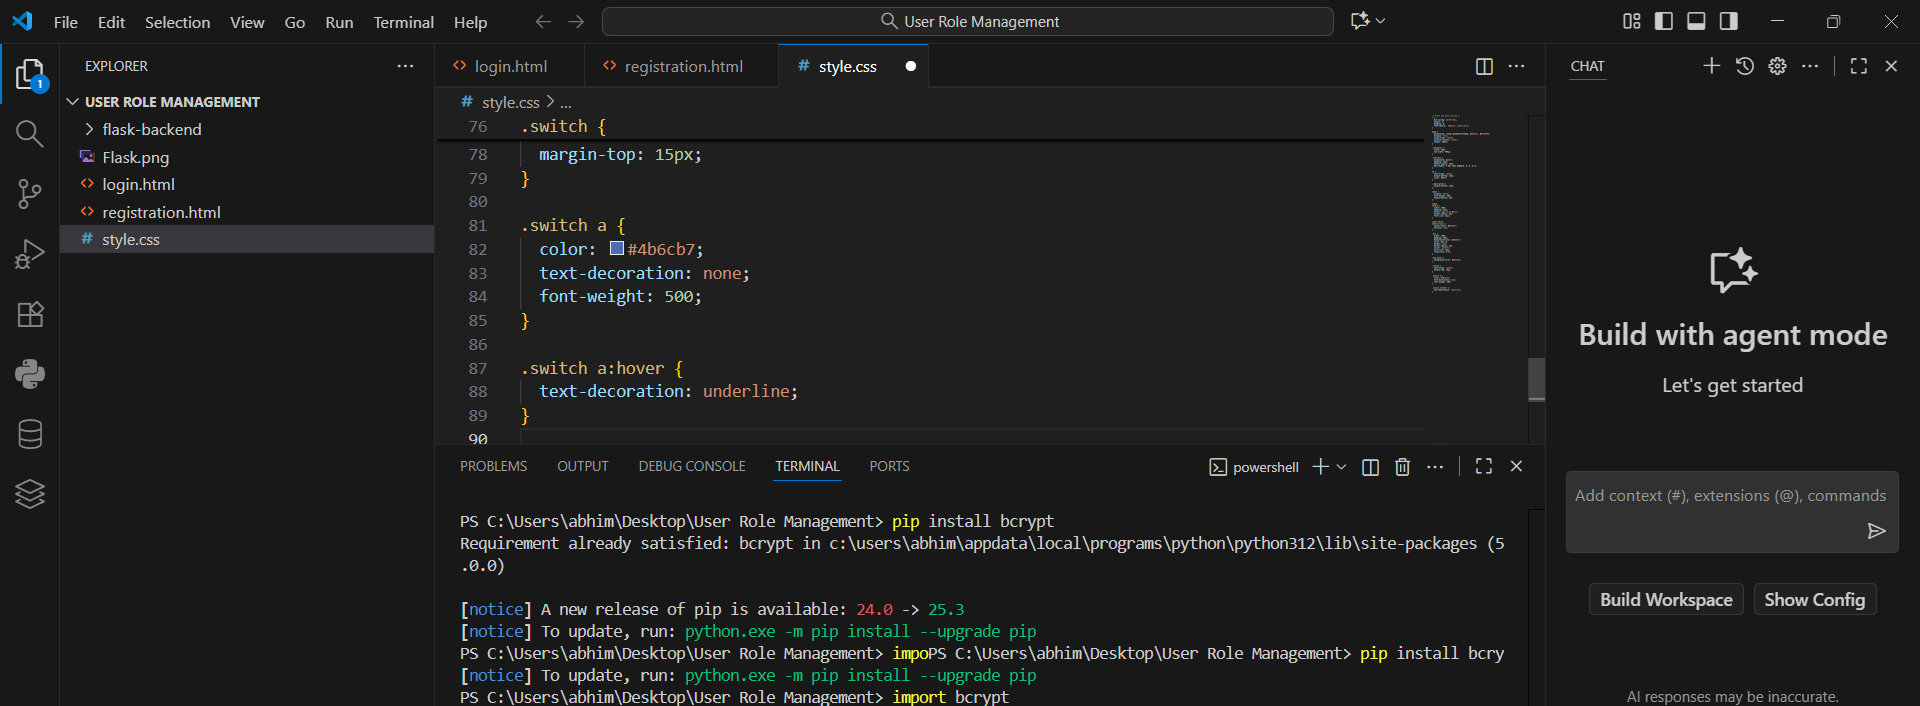 File Edit Selection View Go Run Terminal Help
User Role Management
EXPLORER
USER ROLE MANAGEMENT
flask-backend
Flask.png
login.html
registration.html
style.css
1
login.html
registration.html
# style.css
# style.css > ...
76 .switch {
78 margin-top: 15px;
79 }
80
81 .switch a {
82 color: #4b6cb7;
83 text-decoration: none;
84 font-weight: 500;
85 }
86
87 .switch a:hover {
88 text-decoration: underline;
89 }
90
PROBLEMS OUTPUT DEBUG CONSOLE TERMINAL PORTS
powershell
PS C:\Users\abhim\Desktop\User Role Management> pip install bcrypt
Requirement already satisfied: bcrypt in c:\users\abhim\appdata\local\programs\python\python312\lib\site-packages (5
.0.0)
[notice] A new release of pip is available: 24.0 -> 25.3
[notice] To update, run: python.exe -m pip install --upgrade pip
PS C:\Users\abhim\Desktop\User Role Management> impoPS C:\Users\abhim\Desktop\User Role Management> pip install bcry
[notice] To update, run: python.exe -m pip install --upgrade pip
PS C:\Users\abhim\Desktop\User Role Management> import bcrypt
CHAT
Build with agent mode
Let's get started
Add context (#), extensions (@), commands
Build Workspace
Show Config
AI responses may be inaccurate.